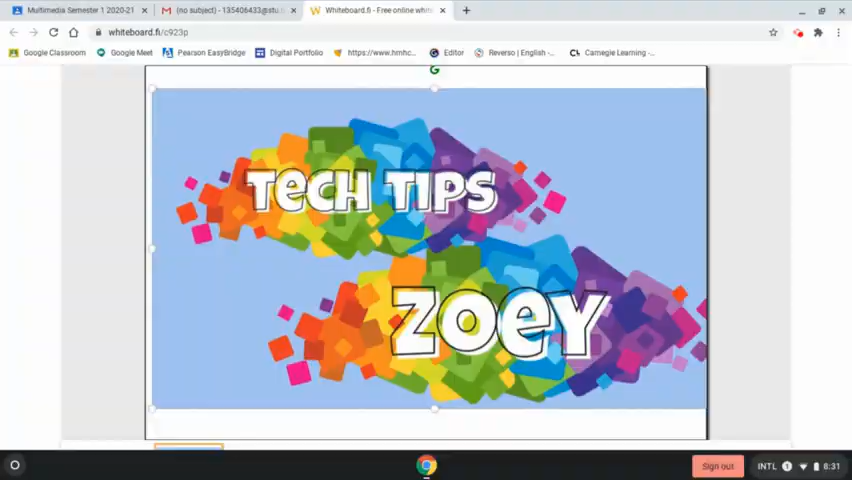 Multimedia Semester 1 2020-21
(no subject) - 135406433@stu.
Whiteboard.fi - Free online whit
whiteboard.fi/c923p
Google Classroom
Google Meet
Pearson EasyBridge
Digital Portfolio
https://www.hmhc...
Editor
Reverso | English -...
Carnegie Learning -...
TECH TIPS
ZOEY
Sign out
INTL
1
8:31